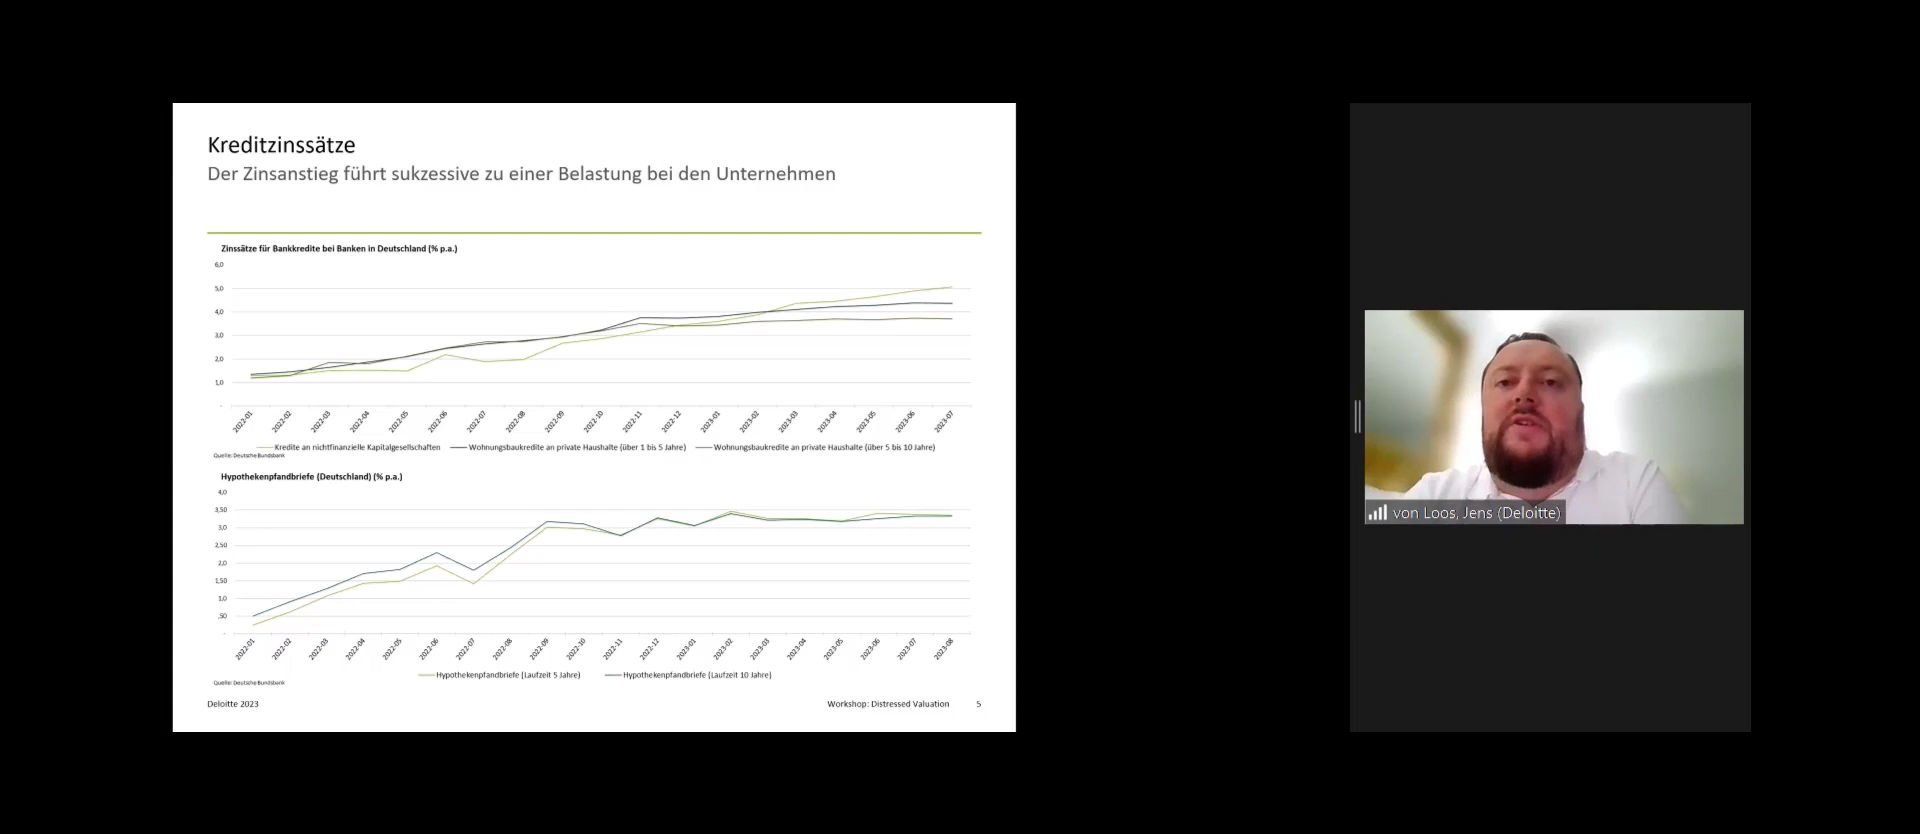 Kreditzinssätze
Der Zinsanstieg führt sukzessive zu einer Belastung bei den Unternehmen
Zinssätze für Bankkredite bei Banken in Deutschland (% p.a.)
6,0
5,0
4,0
3,0
2,0
1,0
-
2022-01 2022-02 2022-03 2022-04 2022-05 2022-06 2022-07 2022-08 2022-09 2022-10 2022-11 2022-12 2023-01 2023-02 2023-03 2023-04 2023-05 2023-06 2023-07
Kredite an nichtfinanzielle Kapitalgesellschaften Wohnungsbaukredite an private Haushalte (über 1 bis 5 Jahre) Wohnungsbaukredite an private Haushalte (über 5 bis 10 Jahre)
Quelle: Deutsche Bundsbank
Hypothekenpfandbriefe (Deutschland) (% p.a.)
4,0
3,50
3,0
2,50
2,0
1,50
1,0
,50
-
2022-01 2022-02 2022-03 2022-04 2022-05 2022-06 2022-07 2022-08 2022-09 2022-10 2022-11 2022-12 2023-01 2023-02 2023-03 2023-04 2023-05 2023-06 2023-07 2023-08
Hypothekenpfandbriefe (Laufzeit 5 Jahre) Hypothekenpfandbriefe (Laufzeit 10 Jahre)
Quelle: Deutsche Bundsbank
Deloitte 2023 Workshop: Distressed Valuation 5
von Loos, Jens (Deloitte)